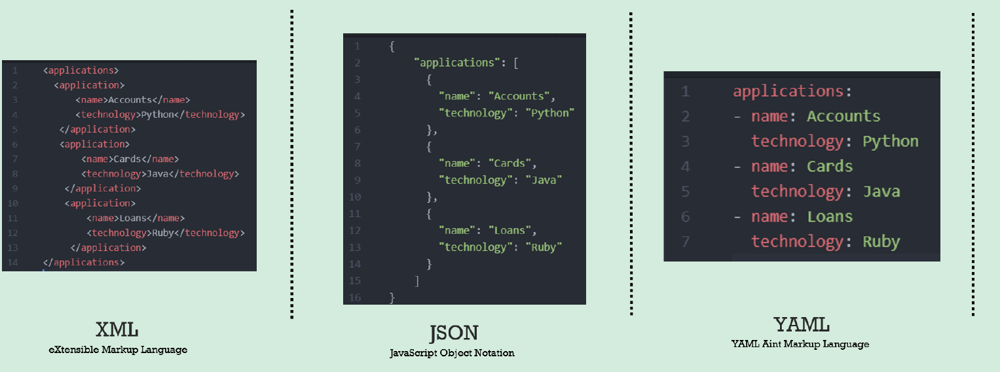 1 <applications>
2 <application>
3 <name>Accounts</name>
4 <technology>Python</technology>
5 </application>
6 <application>
7 <name>Cards</name>
8 <technology>Java</technology>
9 </application>
10 <application>
11 <name>Loans</name>
12 <technology>Ruby</technology>
13 </application>
14 </applications>
XML
eXtensible Markup Language
1 {
2 "applications": [
3 {
4 "name": "Accounts",
5 "technology": "Python"
6 },
7 {
8 "name": "Cards",
9 "technology": "Java"
10 },
11 {
12 "name": "Loans",
13 "technology": "Ruby"
14 }
15 ]
16 }
JSON
JavaScript Object Notation
1 applications:
2 - name: Accounts
3 technology: Python
4 - name: Cards
5 technology: Java
6 - name: Loans
7 technology: Ruby
YAML
YAML Aint Markup Language